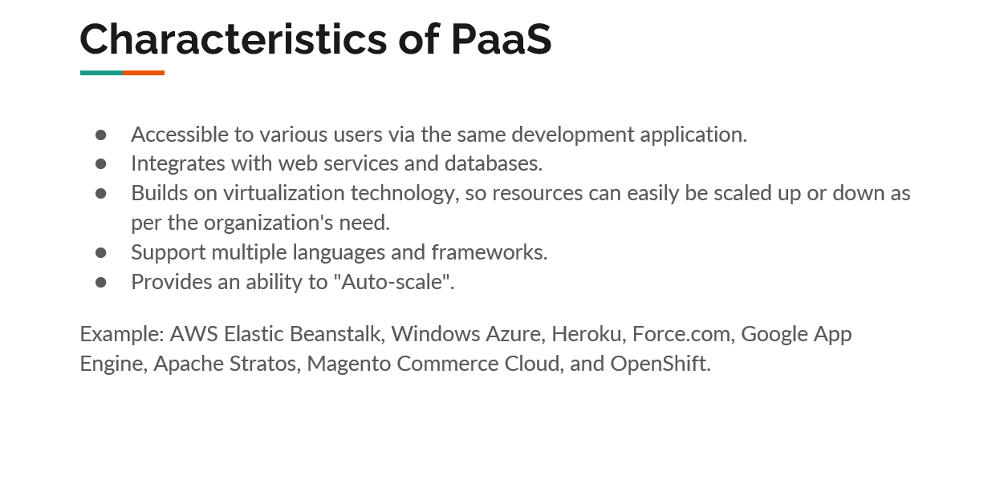 Characteristics of PaaS
● Accessible to various users via the same development application.
● Integrates with web services and databases.
● Builds on virtualization technology, so resources can easily be scaled up or down as
per the organization's need.
● Support multiple languages and frameworks.
● Provides an ability to "Auto-scale".
Example: AWS Elastic Beanstalk, Windows Azure, Heroku, Force.com, Google App
Engine, Apache Stratos, Magento Commerce Cloud, and OpenShift.